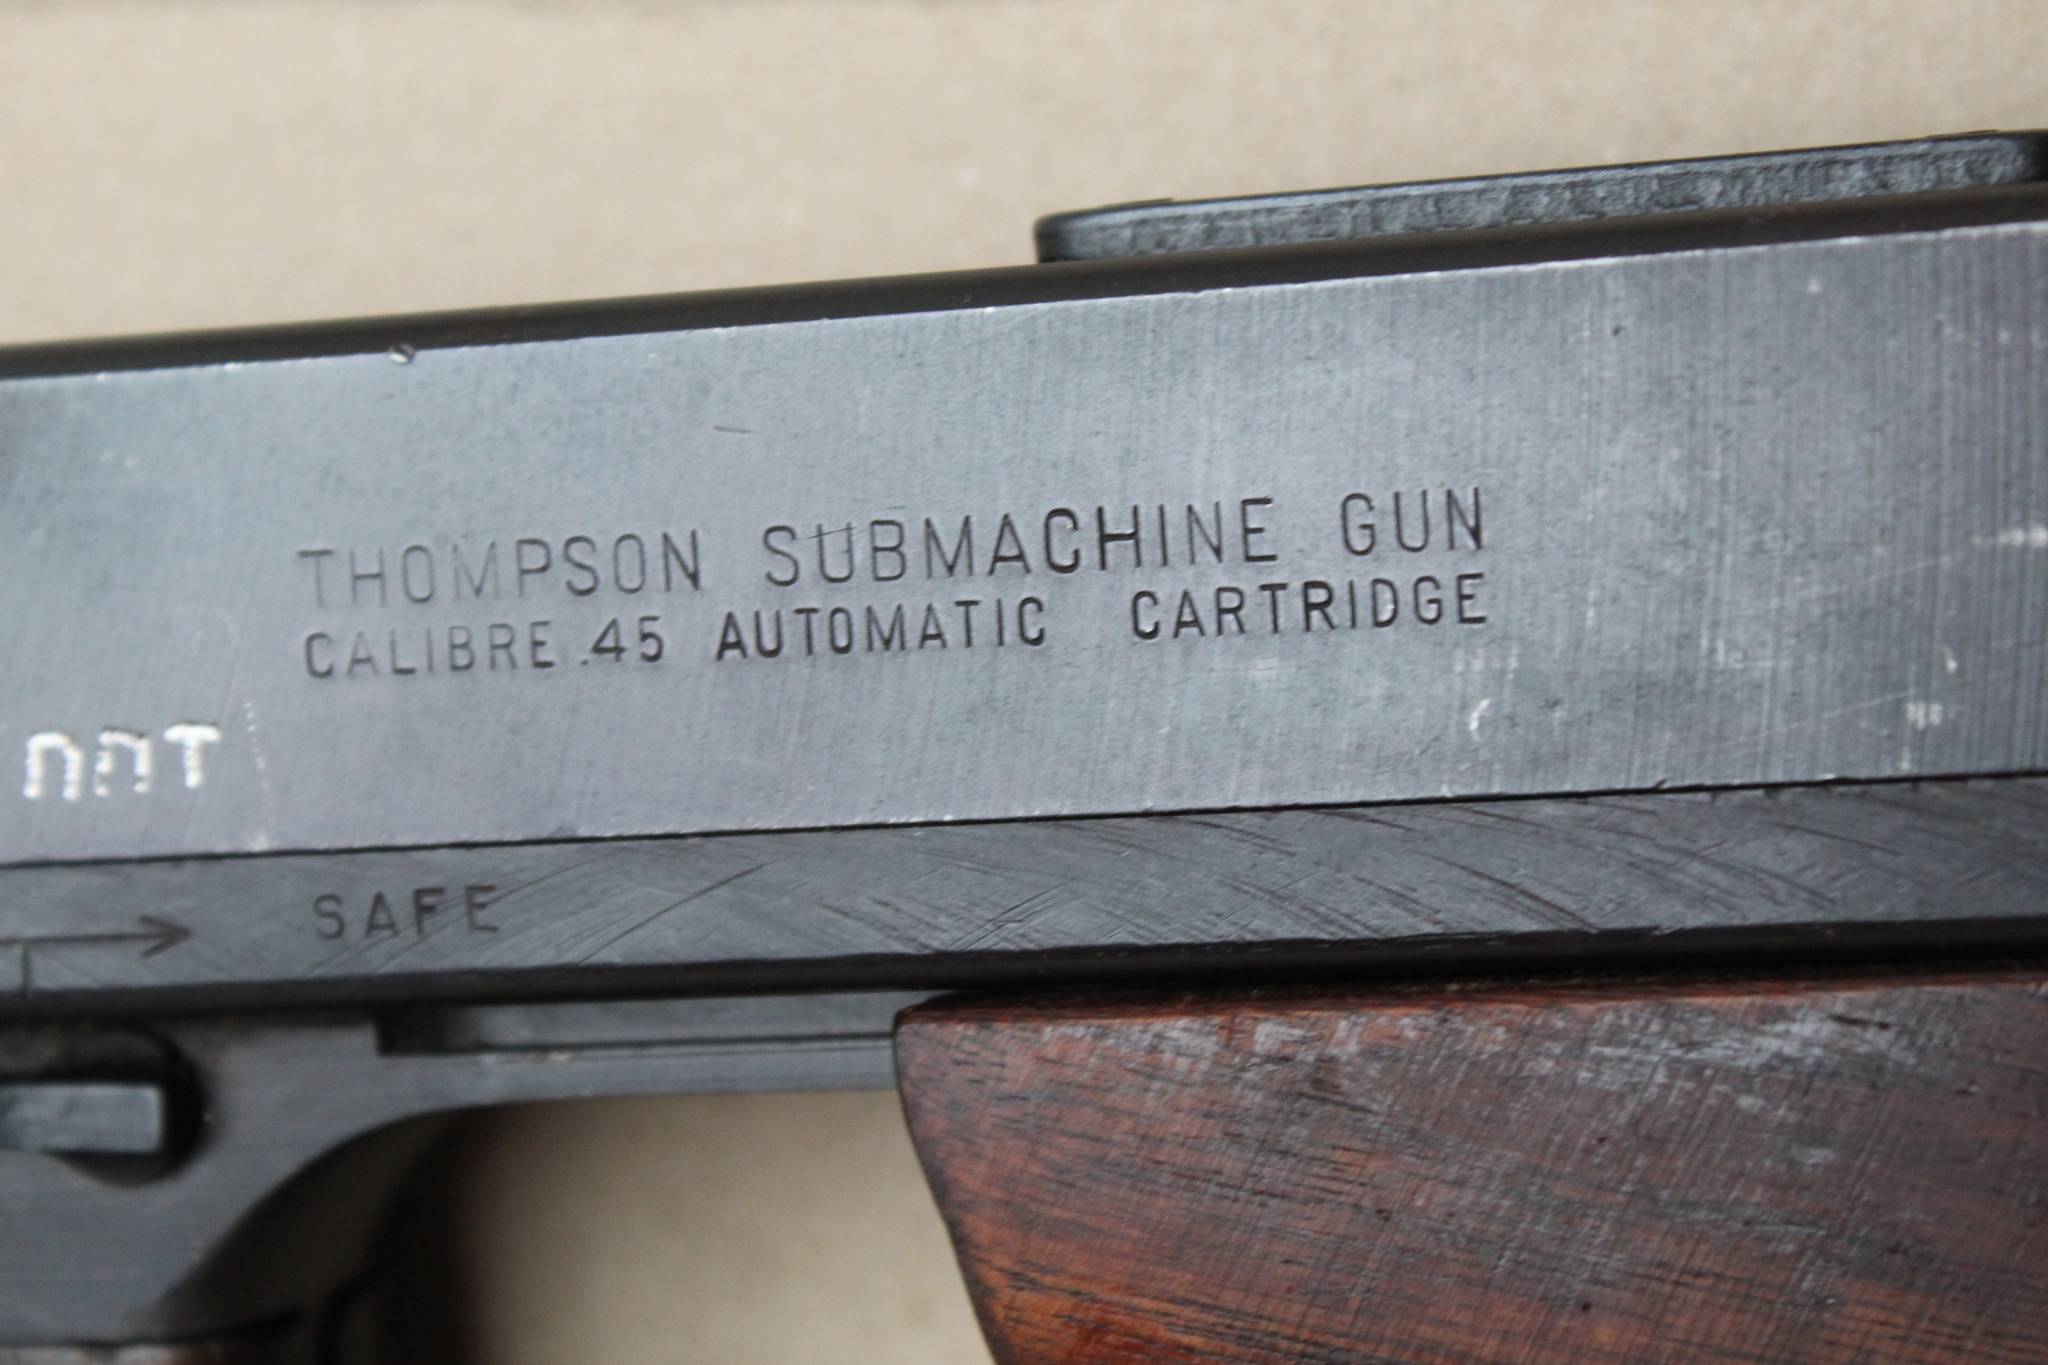 THOMPSON SUBMACHINE GUN
CALIBRE .45 AUTOMATIC CARTRIDGE
SAFE